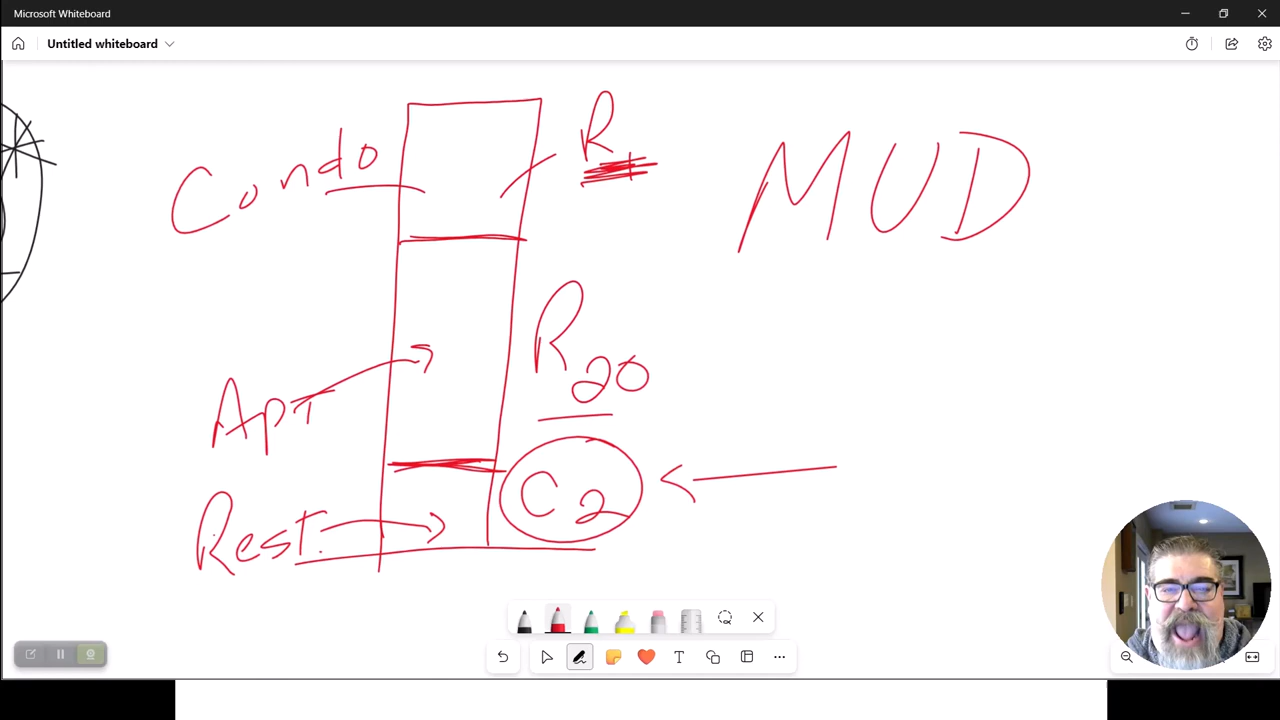 Microsoft Whiteboard
Untitled whiteboard
Condo
R
MUD
R20
Apt
C2
Rest.